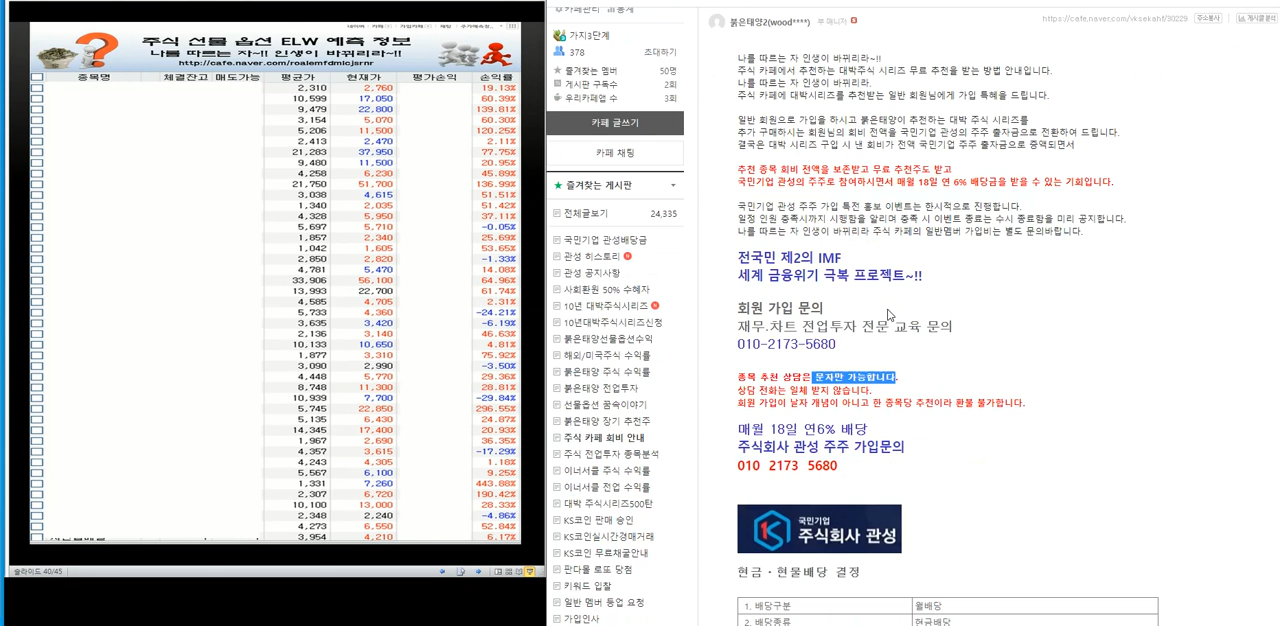 주식 선물 옵션 ELW 예측 정보
나를 따르는 자~!! 인생이 바뀌리라~!!
http://cafe.naver.com/roalemfdmlcjsrnr
종목명 체결잔고 매도가능 평균가 현재가 평가손익 손익률
2,310 2,760 19.13%
10,599 17,050 60.39%
9,479 22,800 139.81%
3,154 5,070 60.30%
5,206 11,500 120.25%
2,413 2,470 2.11%
21,283 37,950 77.75%
9,480 11,500 20.95%
4,258 6,230 45.89%
21,750 51,700 136.99%
3,038 4,615 51.51%
1,340 2,035 51.42%
4,328 5,950 37.11%
5,697 5,710 -0.05%
1,857 2,340 25.69%
1,042 1,605 53.65%
2,850 2,820 -1.33%
4,781 5,470 14.08%
33,906 56,100 64.96%
13,993 22,700 61.74%
4,585 4,705 2.31%
5,733 4,360 -24.21%
3,635 3,420 -6.19%
2,136 3,140 46.63%
10,133 10,650 4.81%
1,877 3,310 75.92%
3,090 2,990 -3.50%
4,448 5,770 29.36%
8,748 11,300 28.81%
10,939 7,700 -29.84%
5,745 22,850 296.55%
5,135 6,430 24.87%
14,345 17,400 20.93%
1,967 2,690 36.35%
4,357 3,615 -17.29%
4,243 4,305 1.18%
5,567 6,100 9.25%
1,331 7,260 443.88%
2,307 6,720 190.42%
10,100 13,000 28.33%
2,348 2,240 -4.86%
4,273 6,550 52.84%
3,954 4,210 6.17%
슬라이드 40/45
카페관리 통계
가지3단계
378 초대하기
즐겨찾는 멤버 50명
게시판 구독수 2회
우리카페앱 수 3회
카페 글쓰기
카페 채팅
즐겨찾는 게시판
전체글보기 24,335
국민기업 관성배당금
관성 히스토리
관성 공지사항
사회환원 50% 수혜자
10년 대박주식시리즈
10년대박주식시리즈신청
붉은태양선물옵션수익
해외/미국주식 수익률
붉은태양 주식 수익률
붉은태양 전업투자
선물옵션 꿈속이야기
붉은태양 장기 추천주
주식 카페 회비 안내
주식 전업투자 종목분석
이너서클 주식 수익률
이너서클 전업 수익률
대박 주식시리즈500탄
KS코인 판매 승인
KS코인실시간경매거래
KS코인 무료채굴안내
판다몰 로또 당첨
키워드 입찰
일반 멤버 등업 요청
가입인사
붉은태양2(wood****) 부매니저
https://cafe.naver.com/vksekahf/30229 주소복사 게시글 분석
나를 따르는 자 인생이 바뀌리라~!!
주식 카페에서 추천하는 대박주식 시리즈 무료 추천을 받는 방법 안내입니다.
나를 따르는 자 인생이 바뀌리라.
주식 카페에 대박시리즈를 추천받는 일반 회원님에게 가입 특혜를 드립니다.
일반 회원으로 가입을 하시고 붉은태양이 추천하는 대박 주식 시리즈를
추가 구매하시는 회원님의 회비 전액을 국민기업 관성의 주주 출자금으로 전환하여 드립니다.
결국은 대박 시리즈 구입 시 낸 회비가 전액 국민기업 주주 출자금으로 증액되면서
추천 종목 회비 전액을 보존받고 무료 추천주도 받고
국민기업 관성의 주주로 참여하시면서 매월 18일 연 6% 배당금을 받을 수 있는 기회입니다.
국민기업 관성 주주 가입 특전 홍보 이벤트는 한시적으로 진행합니다.
일정 인원 충족시까지 시행함을 알리며 충족 시 이벤트 종료는 수시 종료함을 미리 공지합니다.
나를 따르는 자 인생이 바뀌리라 주식 카페의 일반멤버 가입비는 별도 문의바랍니다.
전국민 제2의 IMF
세계 금융위기 극복 프로젝트~!!
회원 가입 문의
재무.차트 전업투자 전문 교육 문의
010-2173-5680
종목 추천 상담은 문자만 가능합니다.
상담 전화는 일체 받지 않습니다.
회원 가입이 날자 개념이 아니고 한 종목당 추천이라 환불 불가합니다.
매월 18일 연6% 배당
주식회사 관성 주주 가입문의
010 2173 5680
국민기업
주식회사 관성
현금·현물배당 결정
1. 배당구분 월배당
2. 배당종류 현금배당